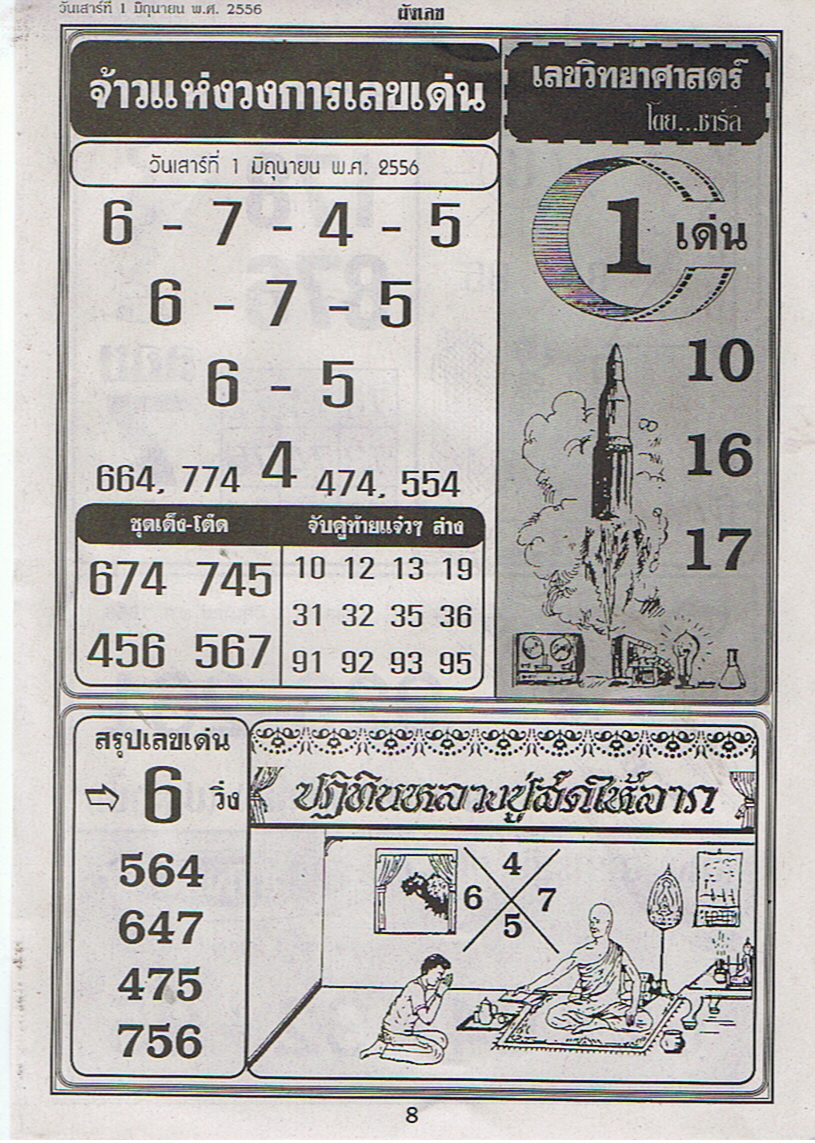 วันเสาร์ที่ 1 มิถุนายน พ.ศ. 2556
ผังเลข
จ้าวแห่งวงการเลขเด่น
วันเสาร์ที่ 1 มิถุนายน พ.ศ. 2556
6 - 7 - 4 - 5
6 - 7 - 5
6 - 5
664, 774 4 474, 554
ชุดเต็ง-โต๊ด
674 745
456 567
จับคู่ท้ายแจ๋วๆ ล่าง
10 12 13 19
31 32 35 36
91 92 93 95
เลขวิทยาศาสตร์
โดย...ชาร์ล
1 เด่น
10
16
17
สรุปเลขเด่น
⇨ 6 วิ่ง
564
647
475
756
ปฏิทินหลวงปู่สดให้ลาภ
4
6 7
5
8